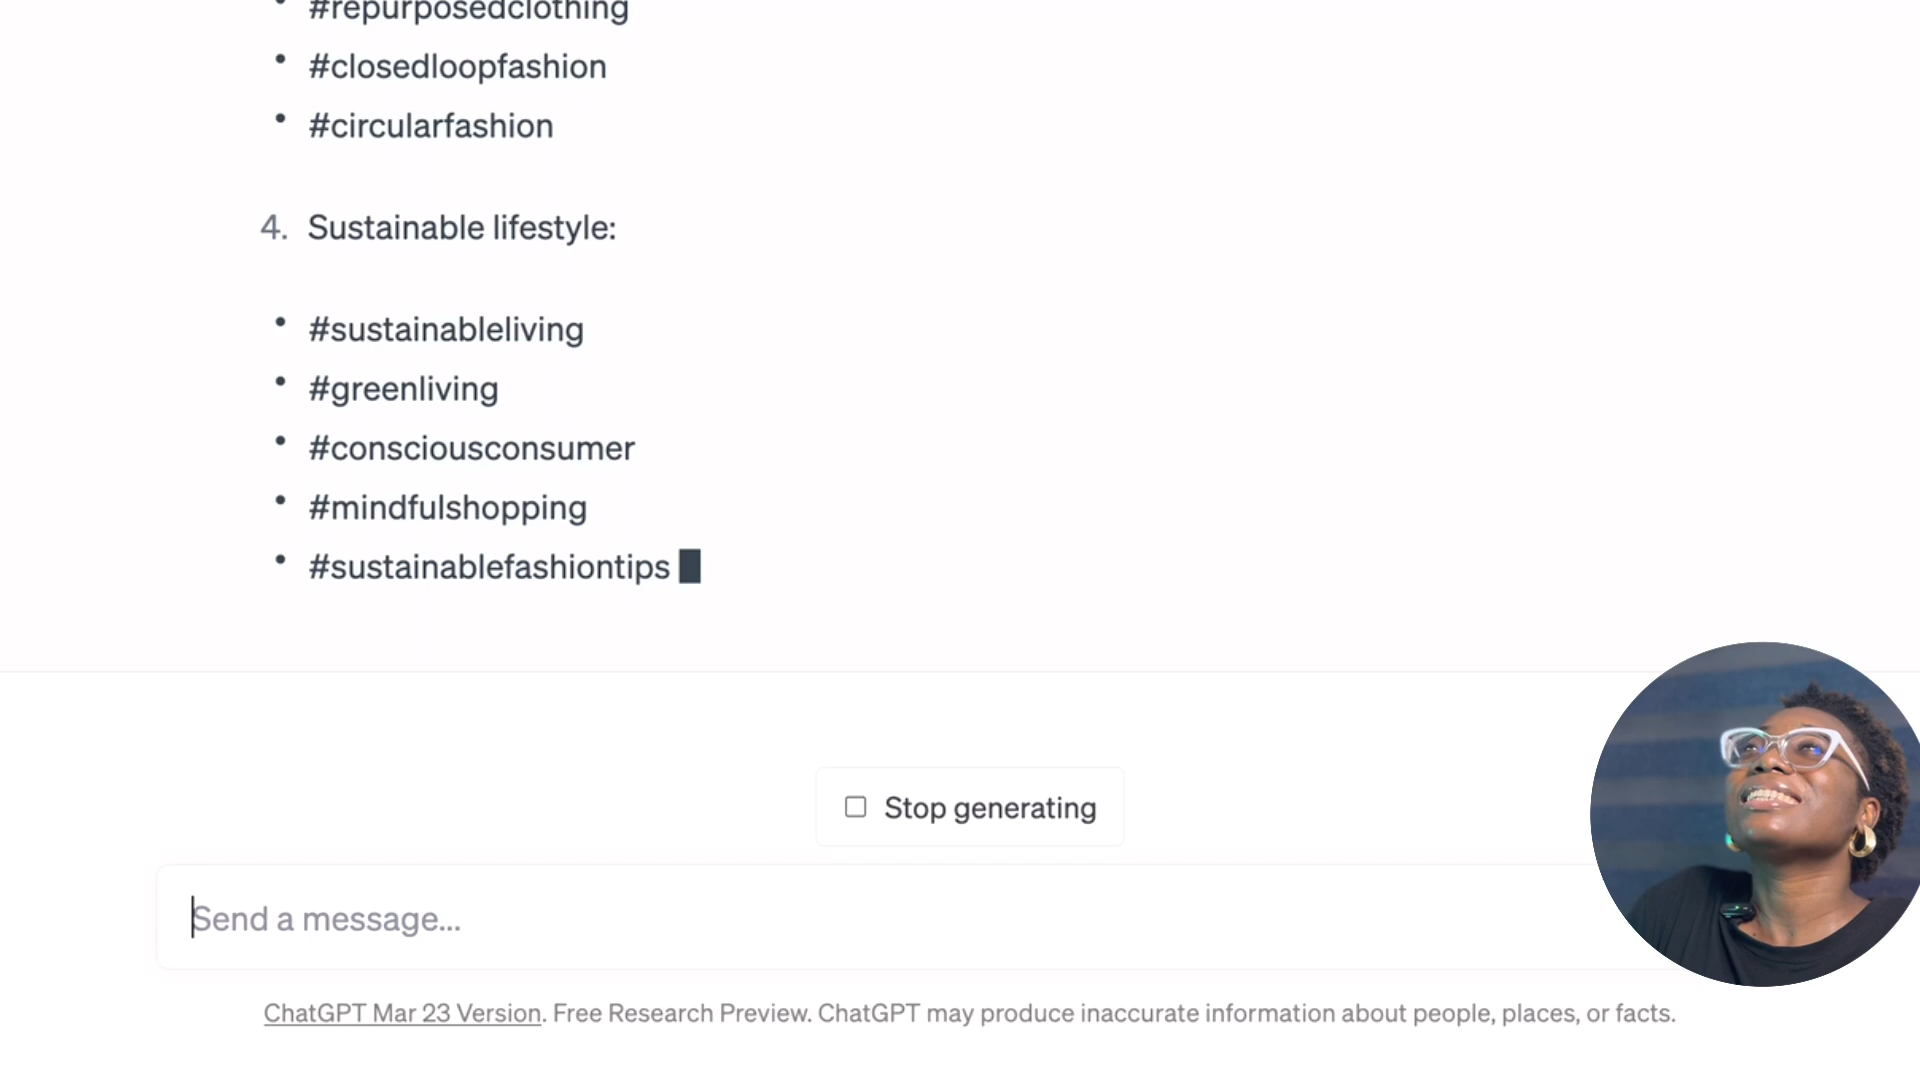 #repurposedclothing
#closedloopfashion
#circularfashion
4. Sustainable lifestyle:
#sustainableliving
#greenliving
#consciousconsumer
#mindfulshopping
#sustainablefashiontips
Stop generating
Send a message...
ChatGPT Mar 23 Version. Free Research Preview. ChatGPT may produce inaccurate information about people, places, or facts.